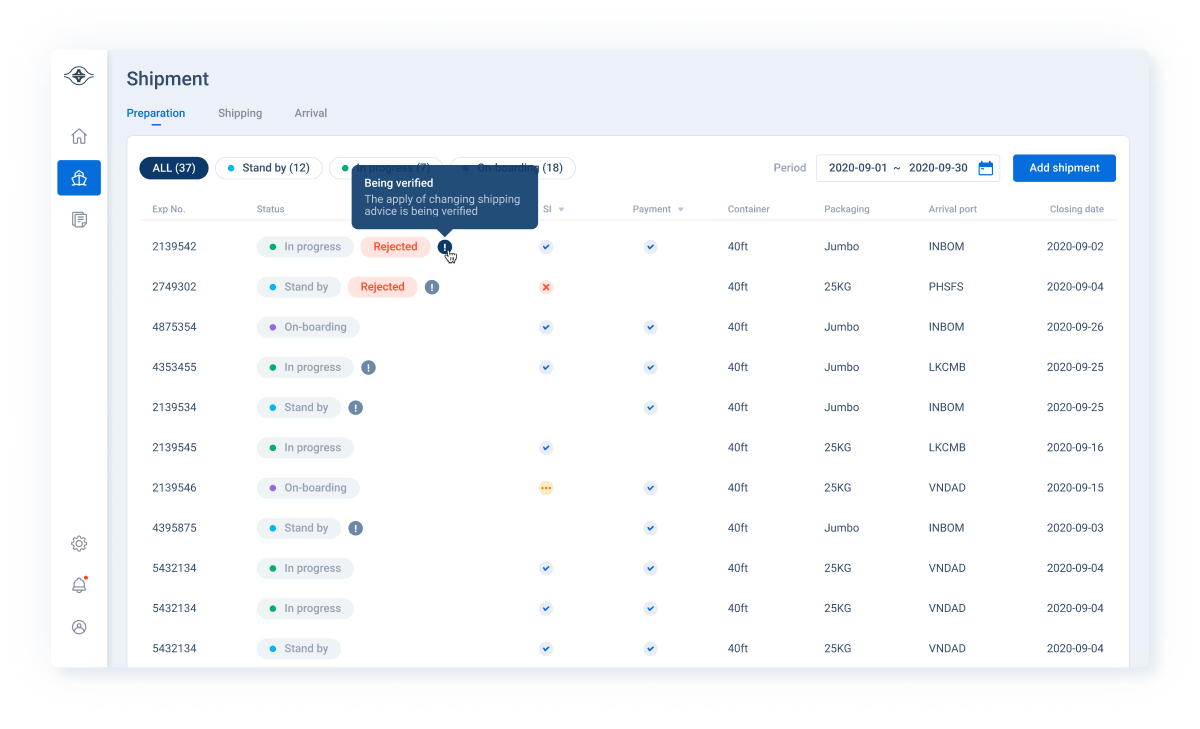 Shipment
Preparation Shipping Arrival
ALL (37) Stand by (12) In progress (7) On-boarding (18) Period 2020-09-01 ~ 2020-09-30 Add shipment
Being verified
The apply of changing shipping
advice is being verified
Exp No. Status SI Payment Container Packaging Arrival port Closing date
2139542 In progress Rejected ! 40ft Jumbo INBOM 2020-09-02
2749302 Stand by Rejected ! 40ft 25KG PHSFS 2020-09-04
4875354 On-boarding 40ft Jumbo INBOM 2020-09-26
4353455 In progress ! 40ft Jumbo LKCMB 2020-09-25
2139534 Stand by ! 40ft Jumbo INBOM 2020-09-25
2139545 In progress 40ft 25KG LKCMB 2020-09-16
2139546 On-boarding 40ft 25KG VNDAD 2020-09-15
4395875 Stand by ! 40ft Jumbo INBOM 2020-09-03
5432134 In progress 40ft 25KG VNDAD 2020-09-04
5432134 In progress 40ft 25KG VNDAD 2020-09-04
5432134 Stand by 40ft 25KG VNDAD 2020-09-04